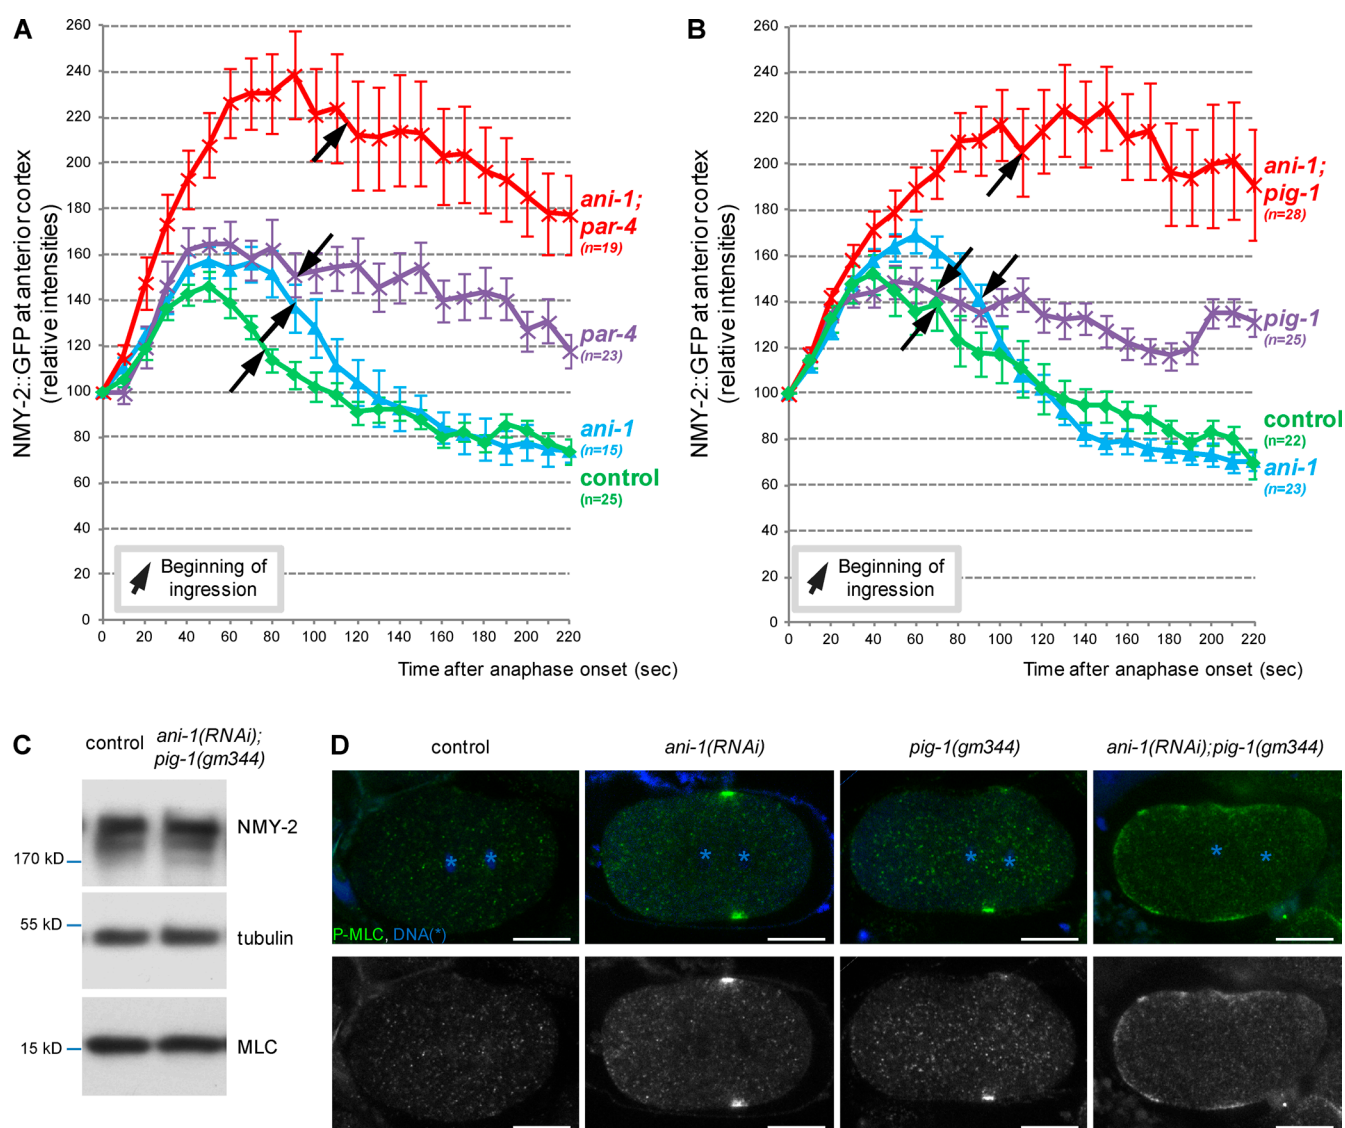 A
NMY-2::GFP at anterior cortex
(relative intensities)
260
240
220
200
180
160
140
120
100
80
60
40
20
0
0 20 40 60 80 100 120 140 160 180 200 220
Time after anaphase onset (sec)
ani-1;
par-4
(n=19)
par-4
(n=23)
ani-1
(n=15)
control
(n=25)
Beginning of
ingression
B
NMY-2::GFP at anterior cortex
(relative intensities)
260
240
220
200
180
160
140
120
100
80
60
40
20
0
0 20 40 60 80 100 120 140 160 180 200 220
Time after anaphase onset (sec)
ani-1;
pig-1
(n=28)
pig-1
(n=25)
control
(n=22)
ani-1
(n=23)
Beginning of
ingression
C
control
ani-1(RNAi);
pig-1(gm344)
NMY-2
170 kD
55 kD
tubulin
15 kD
MLC
D
control
ani-1(RNAi)
pig-1(gm344)
ani-1(RNAi);pig-1(gm344)
* *
* *
* *
* *
P-MLC, DNA(*)